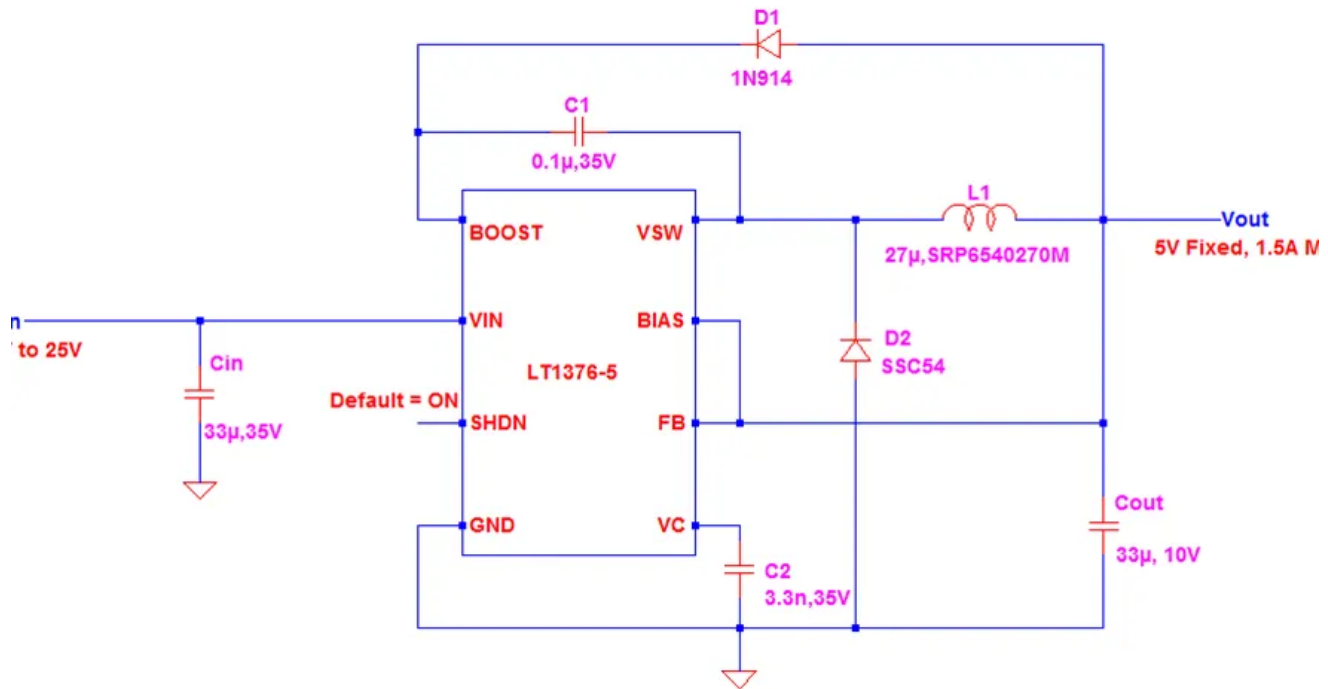 D1
1N914
C1
0.1µ,35V
BOOST
VSW
L1
27µ,SRP6540270M
Vout
5V Fixed, 1.5A M
n
to 25V
VIN
BIAS
Cin
33µ,35V
LT1376-5
D2
SSC54
Default = ON
SHDN
FB
GND
VC
C2
3.3n,35V
Cout
33µ, 10V